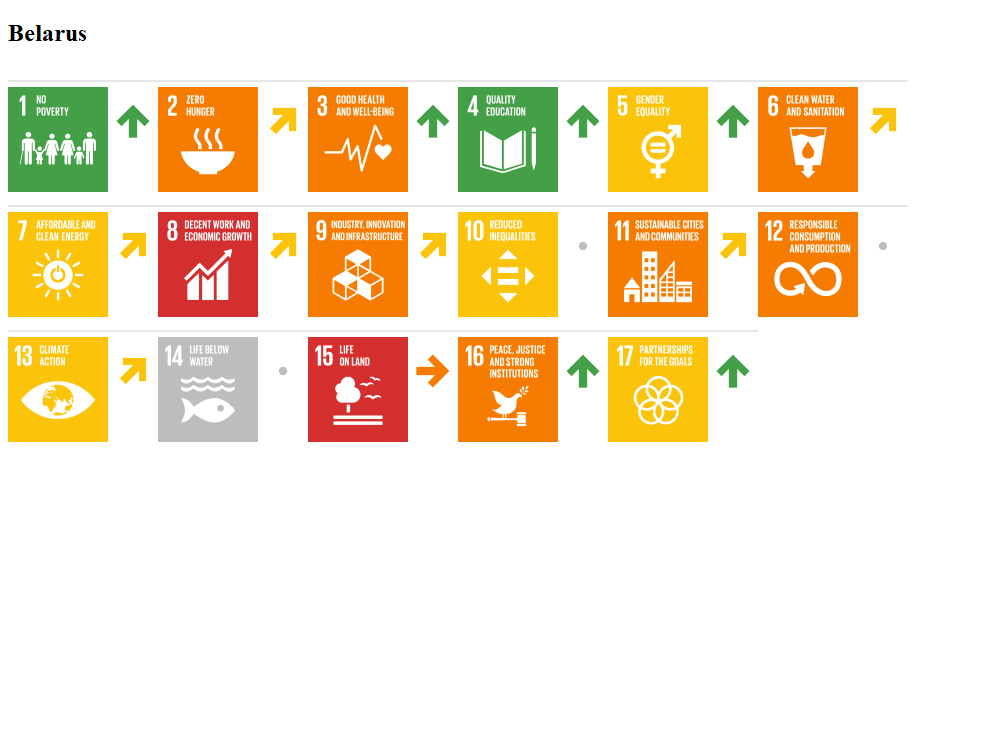 Belarus
1 NO
POVERTY
2 ZERO
HUNGER
3 GOOD HEALTH
AND WELL-BEING
4 QUALITY
EDUCATION
5 GENDER
EQUALITY
6 CLEAN WATER
AND SANITATION
7 AFFORDABLE AND
CLEAN ENERGY
8 DECENT WORK AND
ECONOMIC GROWTH
9 INDUSTRY, INNOVATION
AND INFRASTRUCTURE
10 REDUCED
INEQUALITIES
11 SUSTAINABLE CITIES
AND COMMUNITIES
12 RESPONSIBLE
CONSUMPTION
AND PRODUCTION
13 CLIMATE
ACTION
14 LIFE BELOW
WATER
15 LIFE
ON LAND
16 PEACE, JUSTICE
AND STRONG
INSTITUTIONS
17 PARTNERSHIPS
FOR THE GOALS